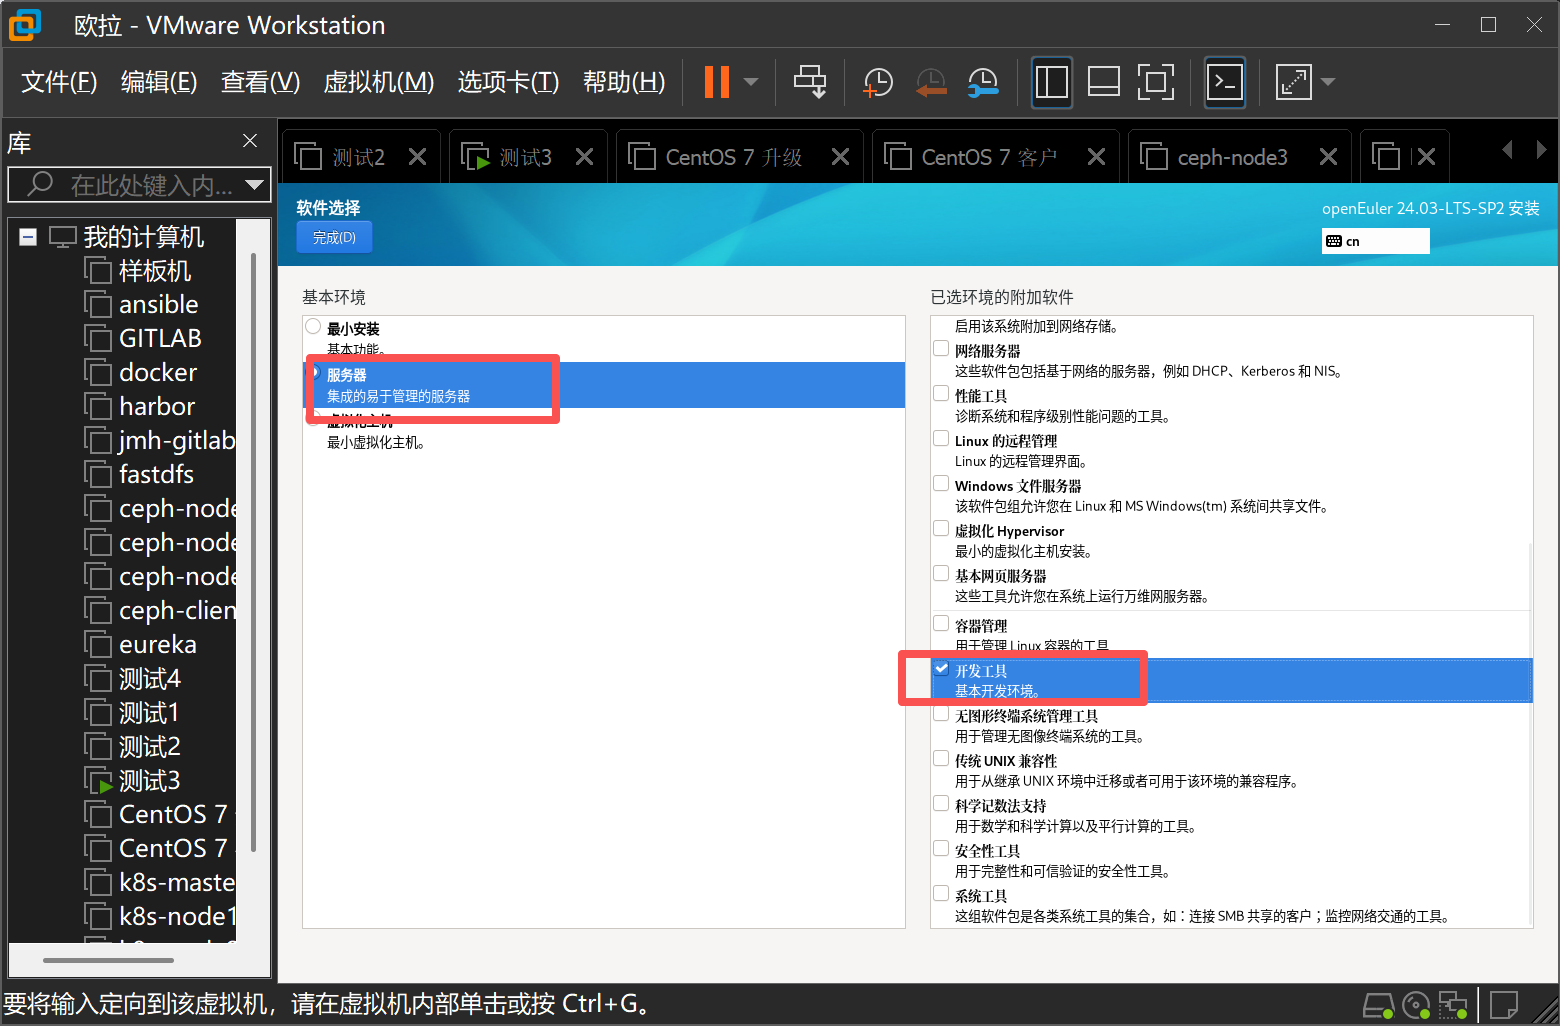 欧拉 - VMware Workstation
文件(F) 编辑(E) 查看(V) 虚拟机(M) 选项卡(T) 帮助(H)
库
在此处键入内...
我的计算机
样板机
ansible
GITLAB
docker
harbor
jmh-gitlab
fastdfs
ceph-node
ceph-node
ceph-node
ceph-clien
eureka
测试4
测试1
测试2
测试3
CentOS 7
CentOS 7
k8s-maste
k8s-node1
测试2
测试3
CentOS 7 升级
CentOS 7 客户
ceph-node3
软件选择
完成(D)
openEuler 24.03-LTS-SP2 安装
cn
基本环境
最小安装
基本功能。
服务器
集成的易于管理的服务器
虚拟化主机
最小虚拟化主机。
已选环境的附加软件
启用该系统附加到网络存储。
网络服务器
这些软件包包括基于网络的服务器，例如 DHCP、Kerberos 和 NIS。
性能工具
诊断系统和程序级别性能问题的工具。
Linux 的远程管理
Linux 的远程管理界面。
Windows 文件服务器
该软件包组允许您在 Linux 和 MS Windows(tm) 系统间共享文件。
虚拟化 Hypervisor
最小的虚拟化主机安装。
基本网页服务器
这些工具允许您在系统上运行万维网服务器。
容器管理
用于管理 Linux 容器的工具
开发工具
基本开发环境。
无图形终端系统管理工具
用于管理无图像终端系统的工具。
传统 UNIX 兼容性
用于从继承 UNIX 环境中迁移或者可用于该环境的兼容程序。
科学记数法支持
用于数学和科学计算以及平行计算的工具。
安全性工具
用于完整性和可信验证的安全性工具。
系统工具
这组软件包是各类系统工具的集合，如：连接 SMB 共享的客户；监控网络交通的工具。
要将输入定向到该虚拟机，请在虚拟机内部单击或按 Ctrl+G。